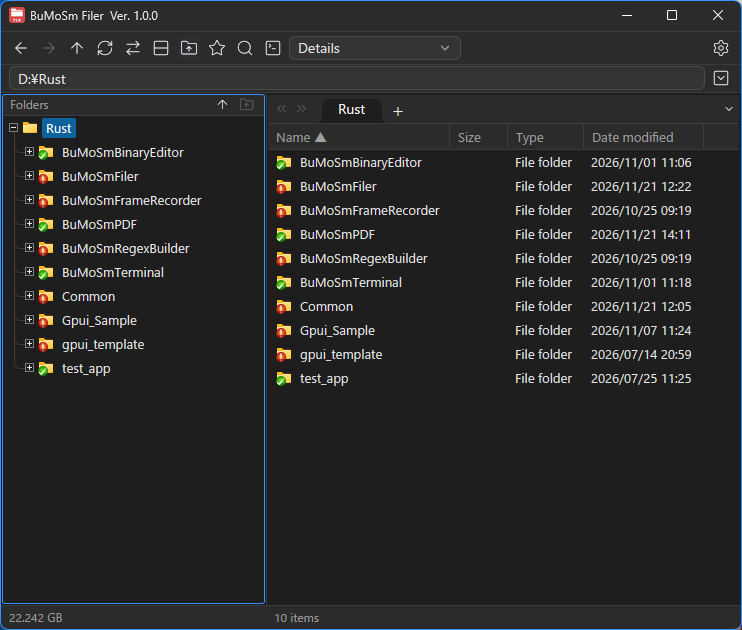 BuMoSm Filer Ver. 1.0.0
Details
D:¥Rust
Folders
Rust
BuMoSmBinaryEditor
BuMoSmFiler
BuMoSmFrameRecorder
BuMoSmPDF
BuMoSmRegexBuilder
BuMoSmTerminal
Common
Gpui_Sample
gpui_template
test_app
Rust
Name Size Type Date modified
BuMoSmBinaryEditor File folder 2026/11/01 11:06
BuMoSmFiler File folder 2026/11/21 12:22
BuMoSmFrameRecorder File folder 2026/10/25 09:19
BuMoSmPDF File folder 2026/11/21 14:11
BuMoSmRegexBuilder File folder 2026/10/25 09:19
BuMoSmTerminal File folder 2026/11/01 11:18
Common File folder 2026/11/21 12:05
Gpui_Sample File folder 2026/11/07 11:24
gpui_template File folder 2026/07/14 20:59
test_app File folder 2026/07/25 11:25
22.242 GB
10 items